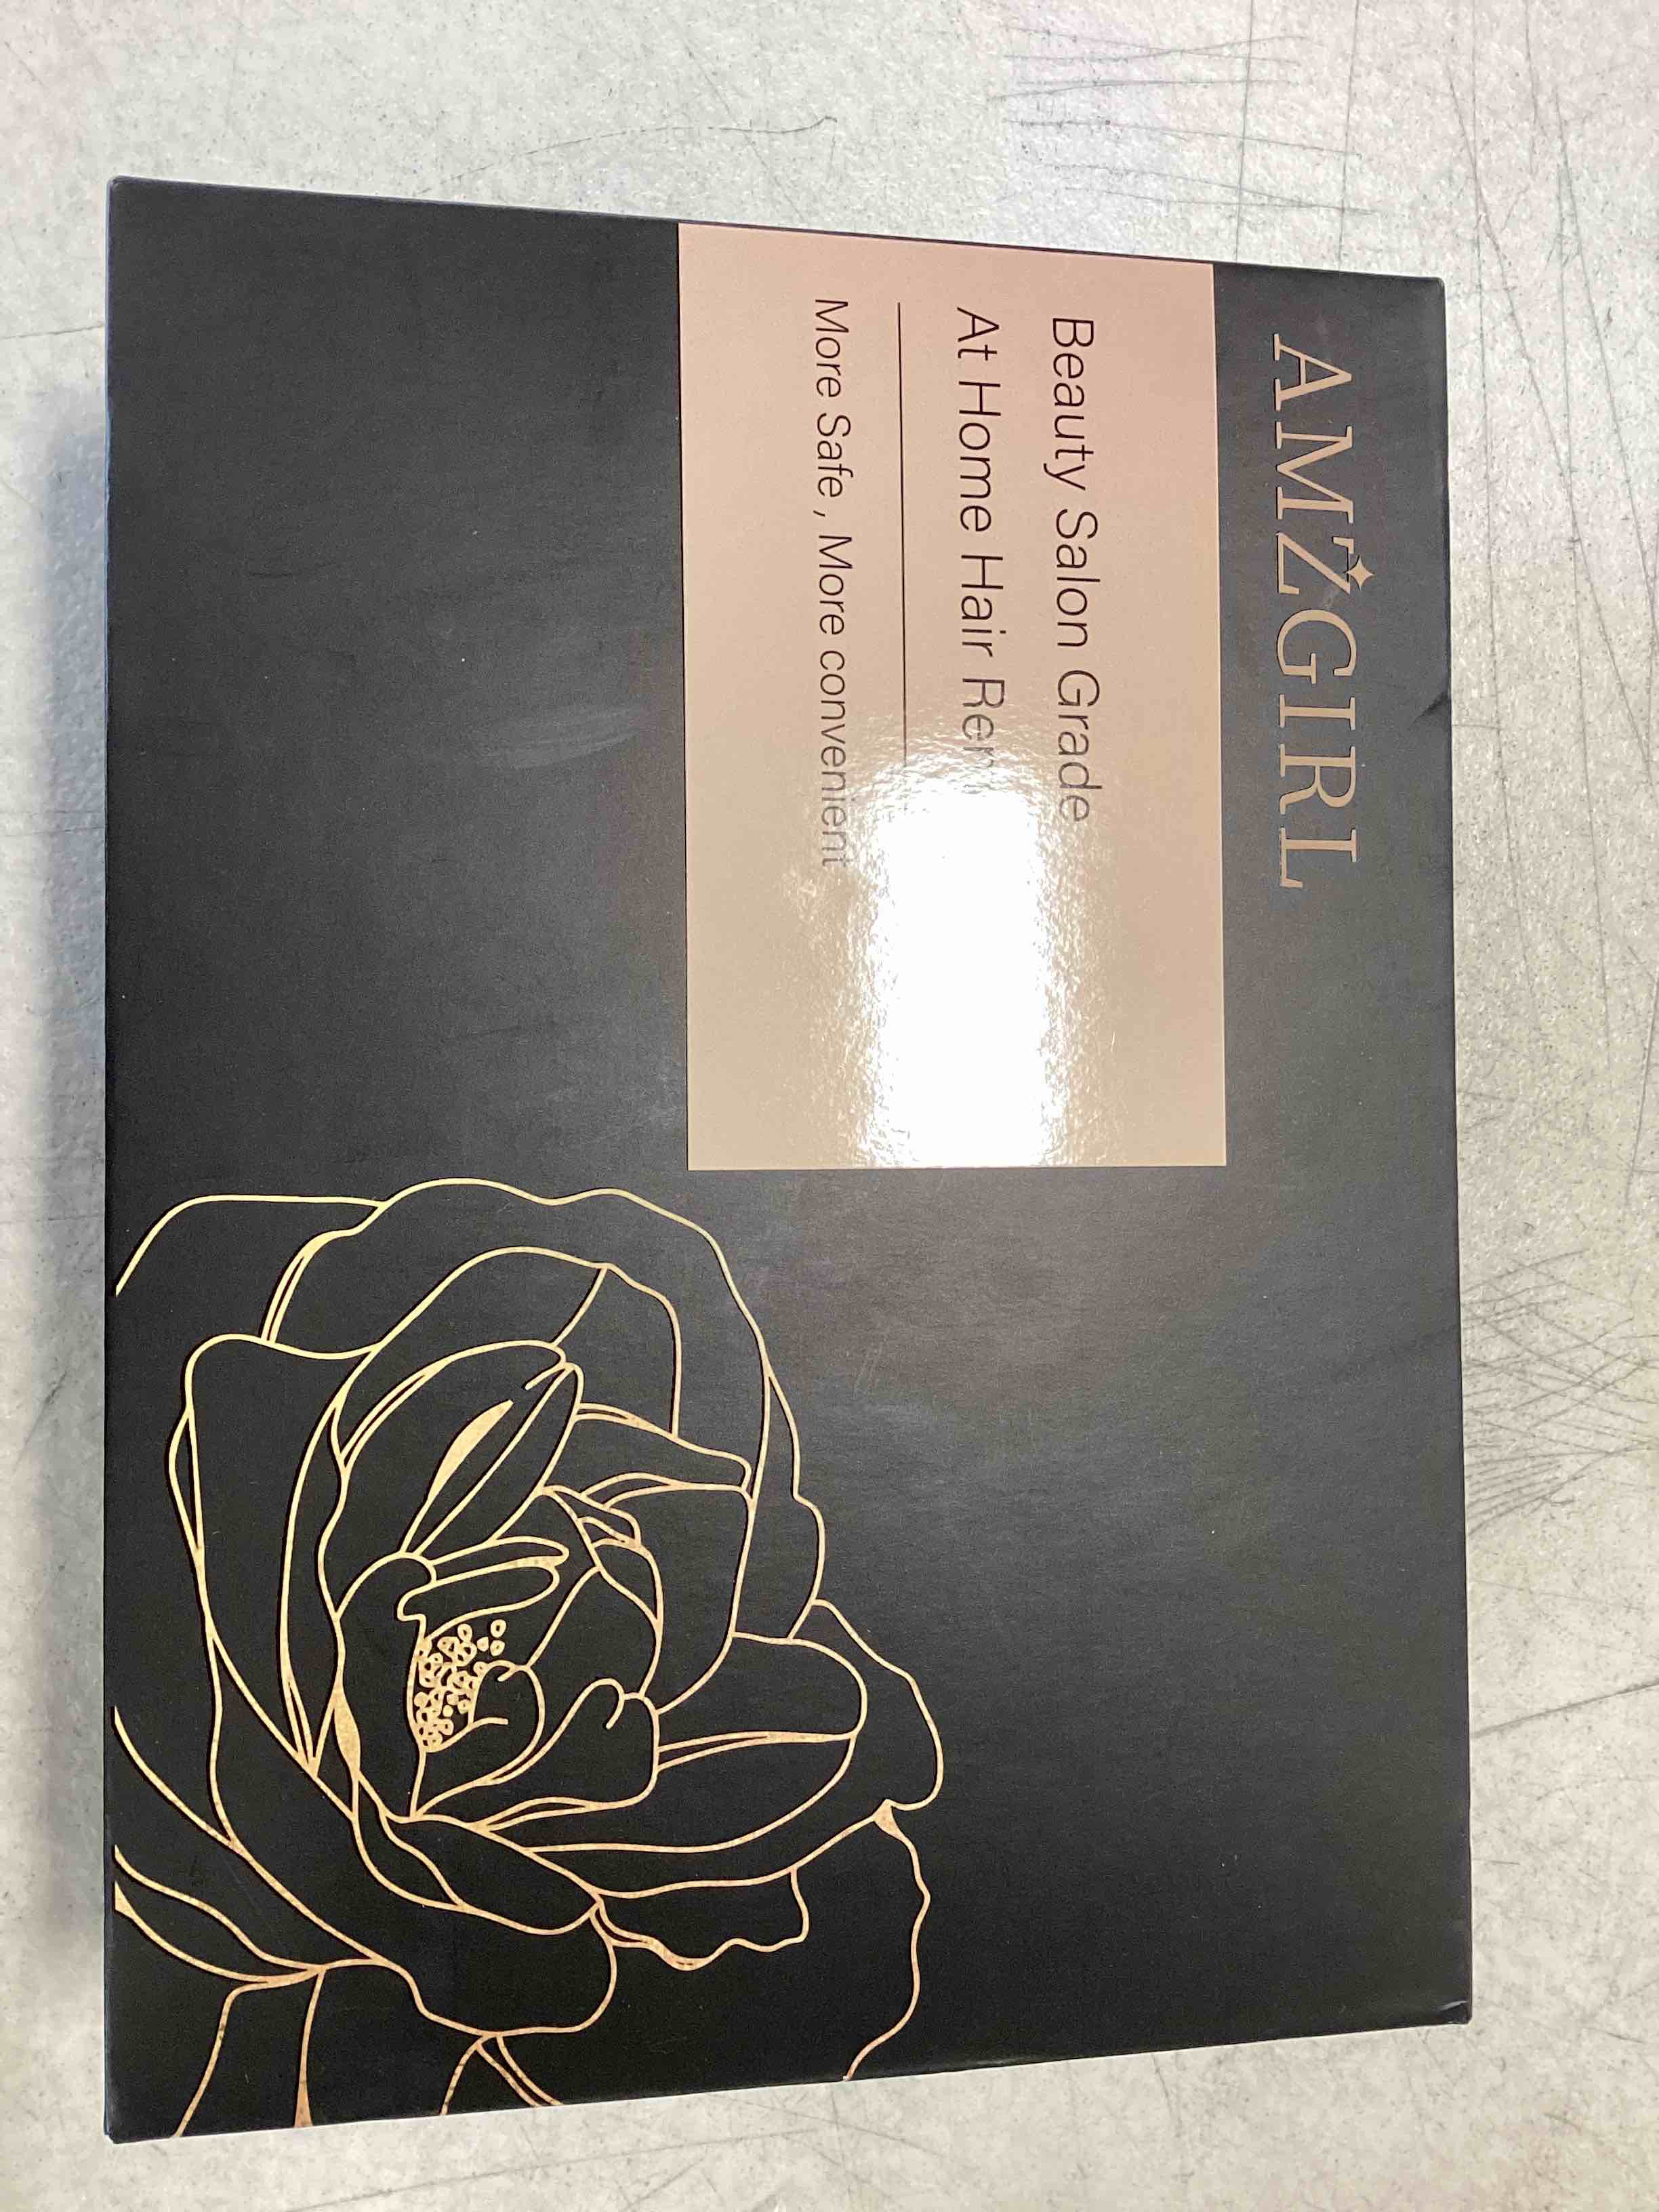 AMZGIRL
Beauty Salon Grade
At Home Hair
More Safe , More convenient